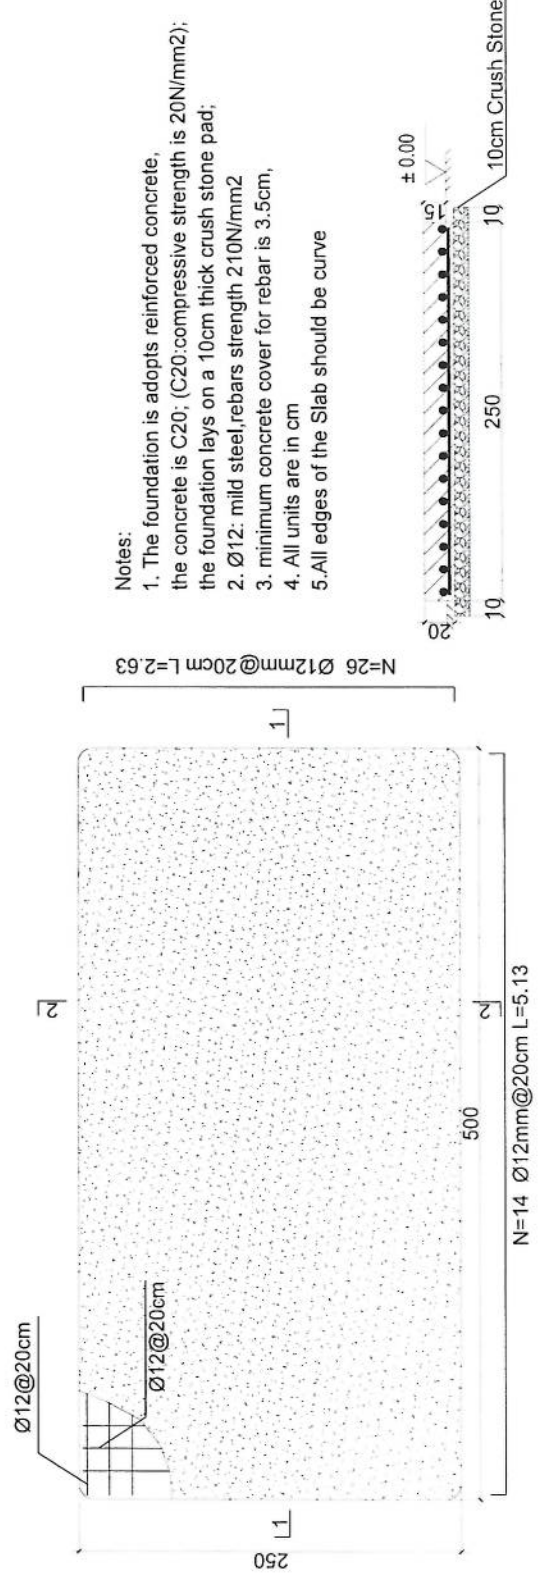 Notes:
1. The foundation is adopts reinforced concrete,
the concrete is C20; (C20:compressive strength is 20N/mm2);
the foundation lays on a 10cm thick crush stone pad;
2. Ø12: mild steel,rebars strength 210N/mm2
3. minimum concrete cover for rebar is 3.5cm,
4. All units are in cm
5.All edges of the Slab should be curve
Ø12@20cm
Ø12@20cm
2
2
1
1
250
500
N=14 Ø12mm@20cm L=5.13
N=26 Ø12mm@20cm L=2.63
20
15
± 0.00
10
250
10
10cm Crush Stone